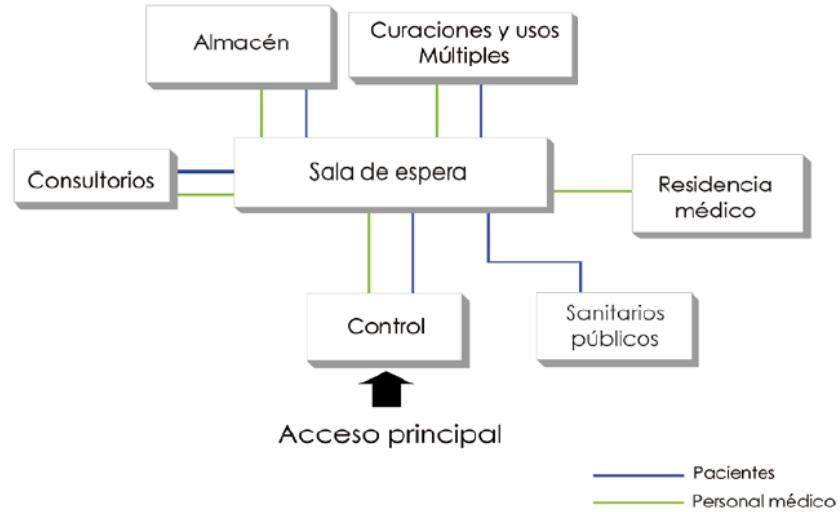 Almacén
Curaciones y usos
Múltiples
Consultorios
Sala de espera
Residencia
médico
Control
Sanitarios
públicos
Acceso principal
Pacientes
Personal médico